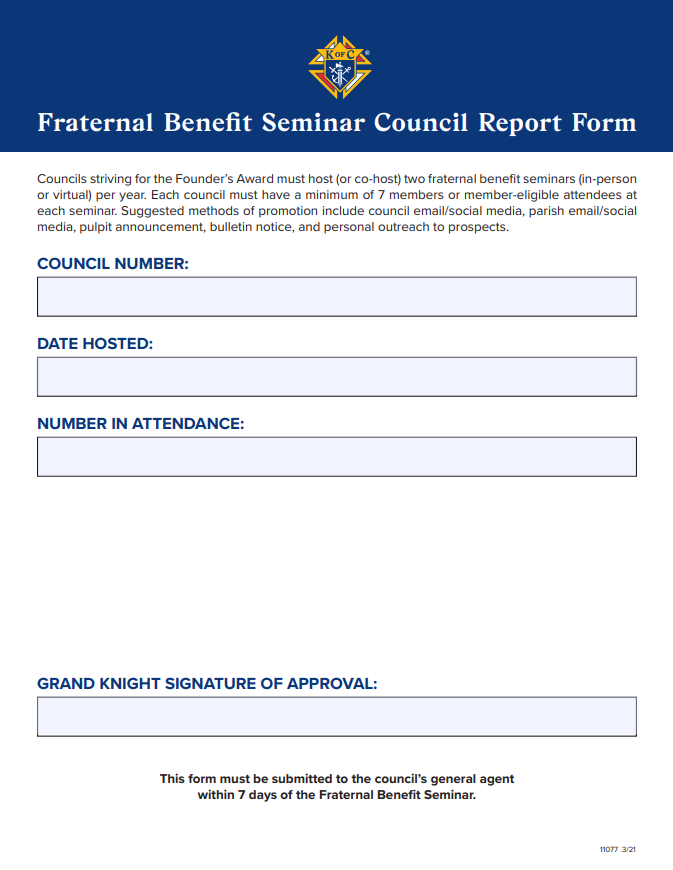 K OF C
®
Fraternal Benefit Seminar Council Report Form
Councils striving for the Founder's Award must host (or co-host) two fraternal benefit seminars (in-person
or virtual) per year. Each council must have a minimum of 7 members or member-eligible attendees at
each seminar. Suggested methods of promotion include council email/social media, parish email/social
media, pulpit announcement, bulletin notice, and personal outreach to prospects.
COUNCIL NUMBER:
DATE HOSTED:
NUMBER IN ATTENDANCE:
GRAND KNIGHT SIGNATURE OF APPROVAL:
This form must be submitted to the council's general agent
within 7 days of the Fraternal Benefit Seminar.
11077 3/21